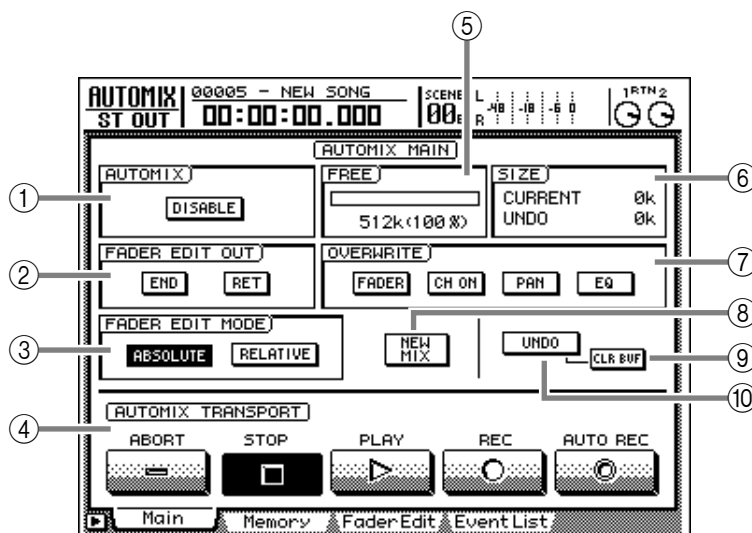 ⑤
AUTOMIX 00005 - NEW SONG SCENE L -48 -18 -6 0 1RTN2
ST OUT 00:00:00.000 00 R
AUTOMIX MAIN
AUTOMIX FREE SIZE
① DISABLE 512k(100%) CURRENT 0k ⑥
UNDO 0k
FADER EDIT OUT OVERWRITE
② END RET FADER CH ON PAN EQ ⑦
FADER EDIT MODE
③ ABSOLUTE RELATIVE NEW MIX ⑧ UNDO CLR BUF ⑨
⑩
AUTOMIX TRANSPORT
④ ABORT STOP PLAY REC AUTO REC
Main Memory Fader Edit Event List